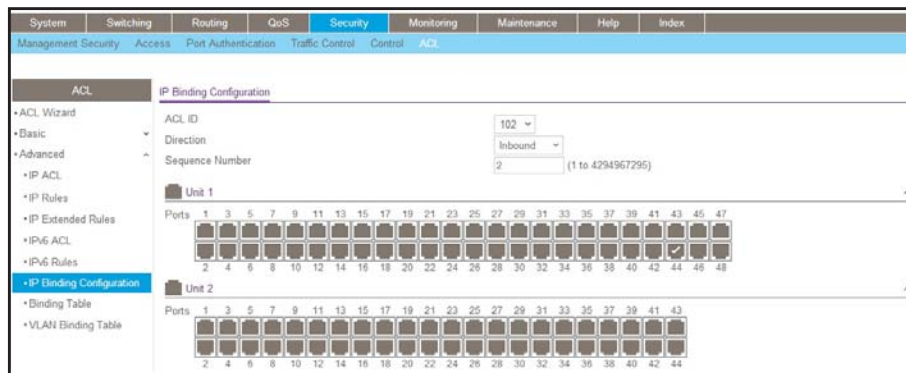 System Switching Routing QoS Security Monitoring Maintenance Help Index
Management Security Access Port Authentication Traffic Control Control ACL
ACL
• ACL Wizard
• Basic
• Advanced
• IP ACL
• IP Rules
• IP Extended Rules
• IPv6 ACL
• IPv6 Rules
• IP Binding Configuration
• Binding Table
• VLAN Binding Table
IP Binding Configuration
ACL ID 102
Direction Inbound
Sequence Number 2 (1 to 4294967295)
Unit 1
Ports 1 3 5 7 9 11 13 15 17 19 21 23 25 27 29 31 33 35 37 39 41 43 45 47
2 4 6 8 10 12 14 16 18 20 22 24 26 28 30 32 34 36 38 40 42 44 46 48
Unit 2
Ports 1 3 5 7 9 11 13 15 17 19 21 23 25 27 29 31 33 35 37 39 41 43
2 4 6 8 10 12 14 16 18 20 22 24 26 28 30 32 34 36 38 40 42 44